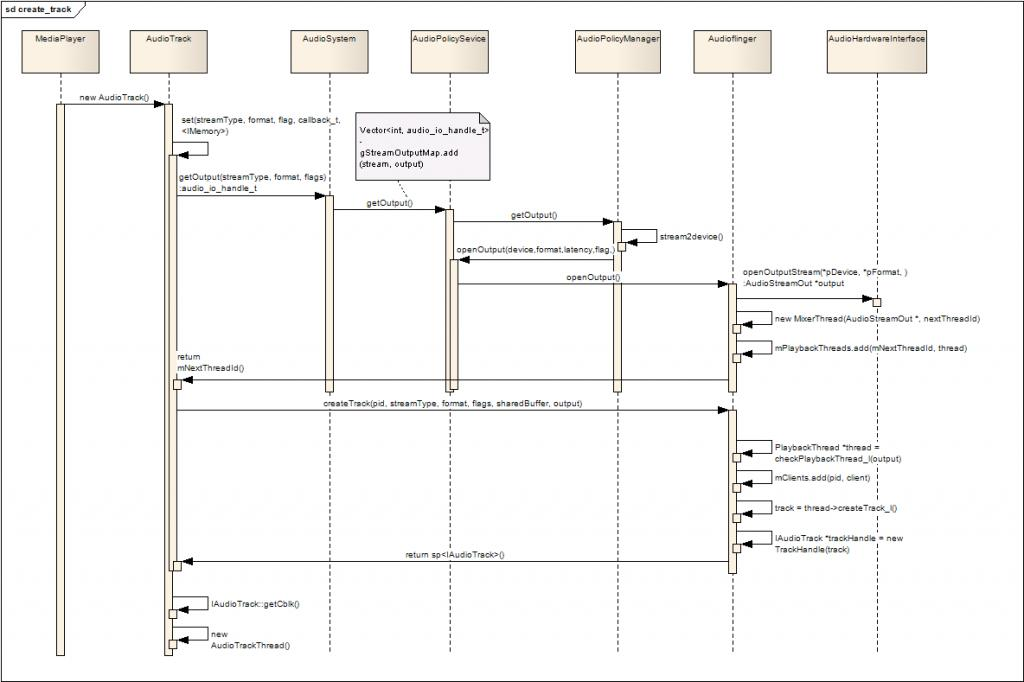 sd create_track
MediaPlayer
AudioTrack
AudioSystem
AudioPolicySevice
AudioPolicyManager
Audioflinger
AudioHardwareInterface
new AudioTrack()
set(streamType, format, flag, callback_t,
<IMemory>)
Vector<int, audio_io_handle_t>
-
gStreamOutputMap.add
(stream, output)
getOutput(streamType, format, flags)
:audio_io_handle_t
getOutput()
getOutput()
stream2device()
openOutput(device,format,latency,flag,)
openOutput()
openOutputStream(*pDevice, *pFormat, )
:AudioStreamOut *output
new MixerThread(AudioStreamOut *, nextThreadId)
mPlaybackThreads.add(mNextThreadId, thread)
return
mNextThreadId()
createTrack(pid, streamType, format, flags, sharedBuffer, output)
PlaybackThread *thread =
checkPlaybackThread_l(output)
mClients.add(pid, client)
track = thread->createTrack_l()
IAudioTrack *trackHandle = new
TrackHandle(track)
return sp<IAudioTrack>()
IAudioTrack::getCblk()
new
AudioTrackThread()